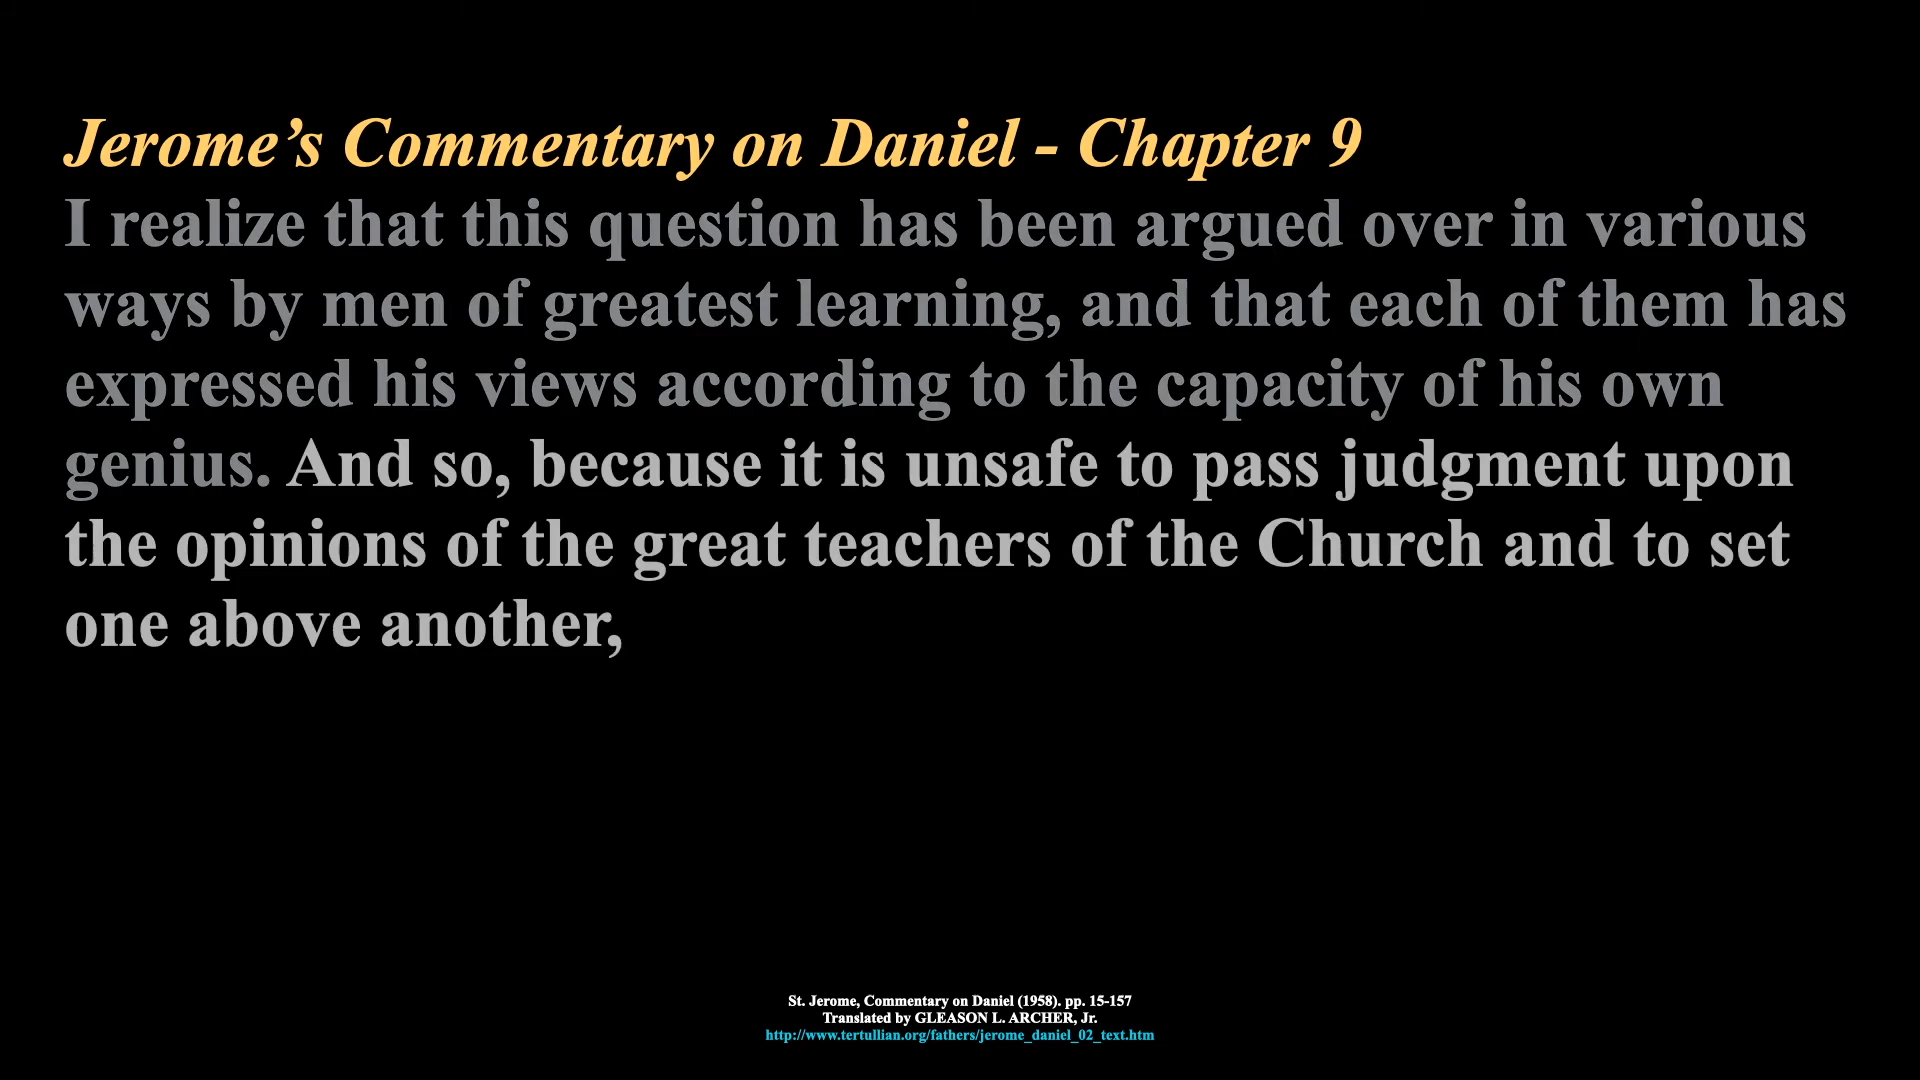 Jerome’s Commentary on Daniel - Chapter 9
I realize that this question has been argued over in various
ways by men of greatest learning, and that each of them has
expressed his views according to the capacity of his own
genius. And so, because it is unsafe to pass judgment upon
the opinions of the great teachers of the Church and to set
one above another,
St. Jerome, Commentary on Daniel (1958). pp. 15-157
Translated by GLEASON L. ARCHER, Jr.
http://www.tertullian.org/fathers/jerome_daniel_02_text.htm